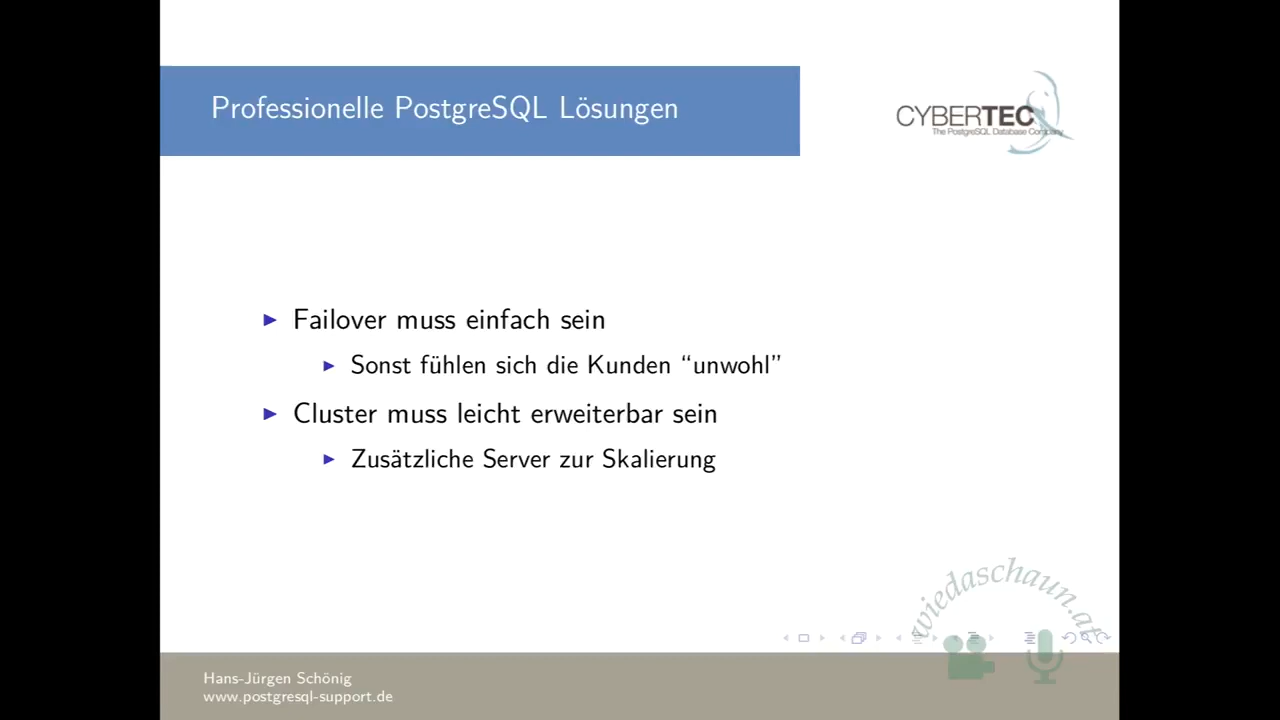 Professionelle PostgreSQL Lösungen
CYBERTEC
The PostgreSQL Database Company
Failover muss einfach sein
Sonst fühlen sich die Kunden “unwohl”
Cluster muss leicht erweiterbar sein
Zusätzliche Server zur Skalierung
wiedaschaun.at
Hans-Jürgen Schönig
www.postgresql-support.de